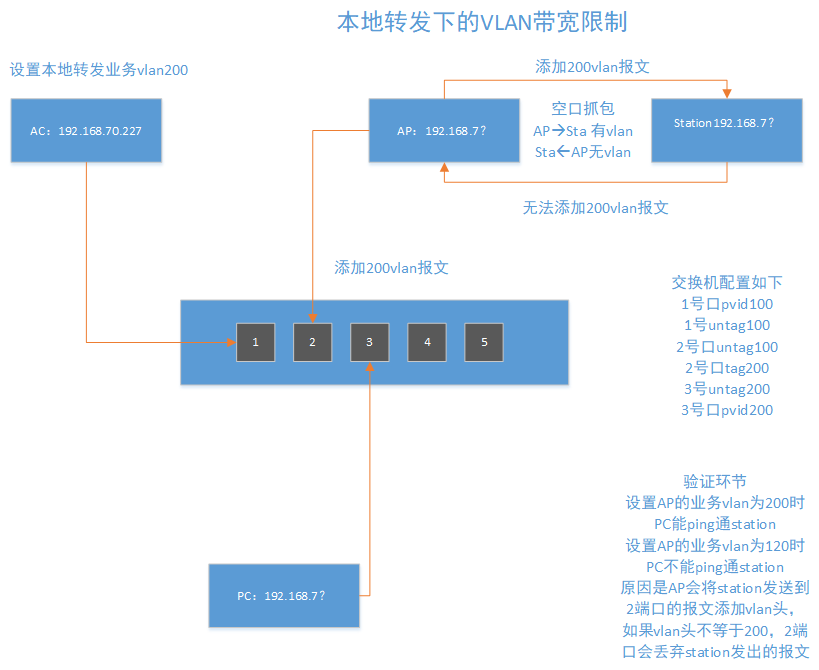 本地转发下的VLAN带宽限制
设置本地转发业务vlan200
添加200vlan报文
AC：192.168.70.227
AP：192.168.7？
空口抓包
AP→Sta 有vlan
Sta←AP无vlan
Station192.168.7？
无法添加200vlan报文
添加200vlan报文
1
2
3
4
5
交换机配置如下
1号口pvid100
1号untag100
2号口untag100
2号口tag200
3号untag200
3号口pvid200
PC：192.168.7？
验证环节
设置AP的业务vlan为200时
PC能ping通station
设置AP的业务vlan为120时
PC不能ping通station
原因是AP会将station发送到
2端口的报文添加vlan头，
如果vlan头不等于200，2端
口会丢弃station发出的报文